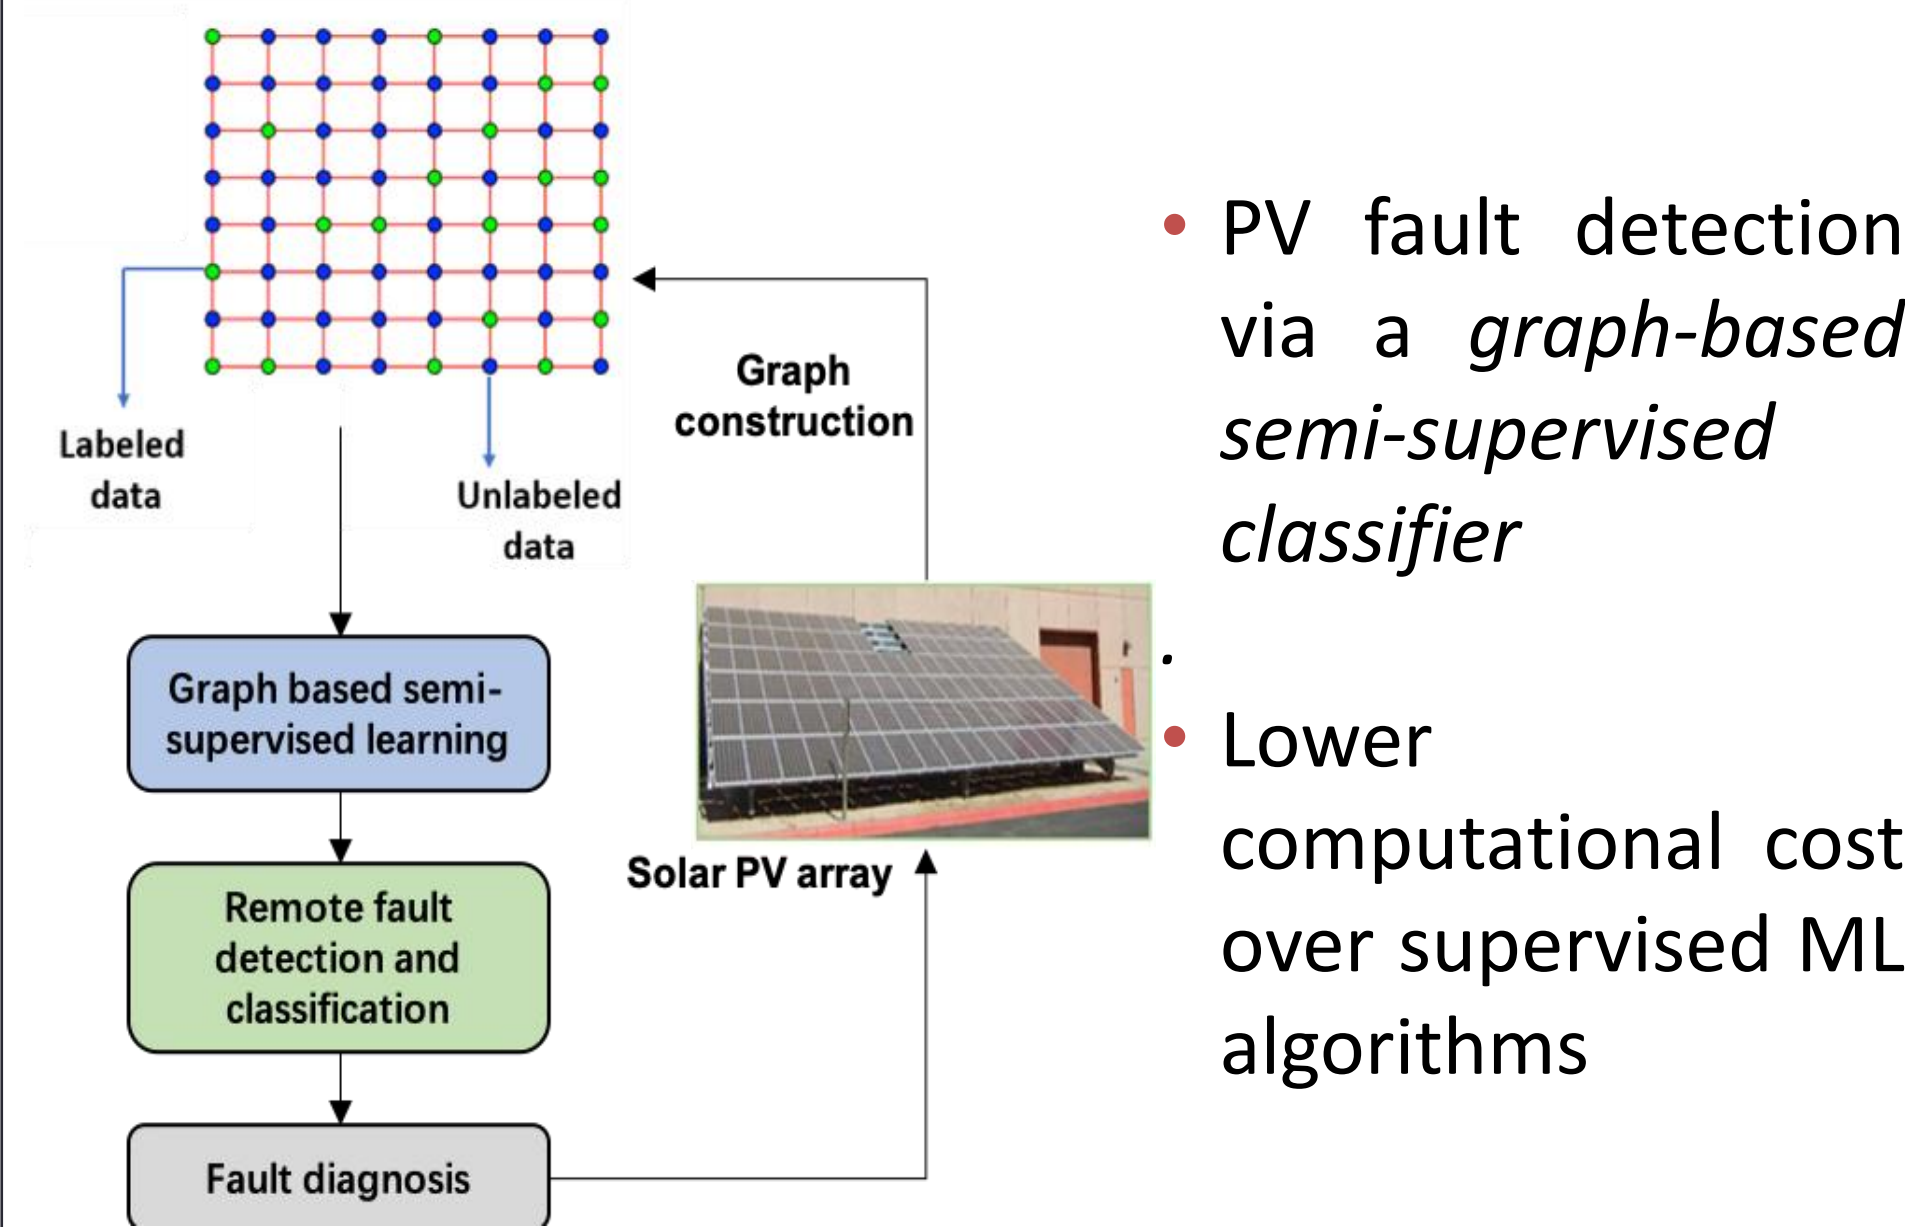 Labeled
data
Unlabeled
data
Graph
construction
Graph based semi-
supervised learning
Solar PV array
Remote fault
detection and
classification
Fault diagnosis
• PV fault detection
via a graph-based
semi-supervised
classifier
.
• Lower
computational cost
over supervised ML
algorithms